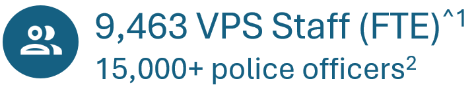 9,463 VPS Staff (FTE)^1
15,000+ police officers²